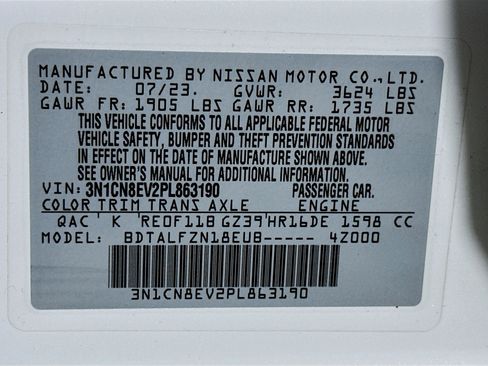 MANUFACTURED BY NISSAN MOTOR CO.,LTD.
DATE: 07/23. GVWR: 3624 LBS
GAWR FR: 1905 LBS GAWR RR: 1735 LBS
THIS VEHICLE CONFORMS TO ALL APPLICABLE FEDERAL MOTOR
VEHICLE SAFETY, BUMPER AND THEFT PREVENTION STANDARDS
IN EFFECT ON THE DATE OF MANUFACTURE SHOWN ABOVE.
SEE OWNER'S MANUAL FOR ADDITIONAL INFORMATION.
VIN: 3N1CN8EV2PL863190 PASSENGER CAR.
COLOR TRIM TRANS AXLE ENGINE
QAC K RE0F11B GZ39 HR16DE 1598 CC
MODEL: BDTALFZN18EUB----- 4Z000
3N1CN8EV2PL863190